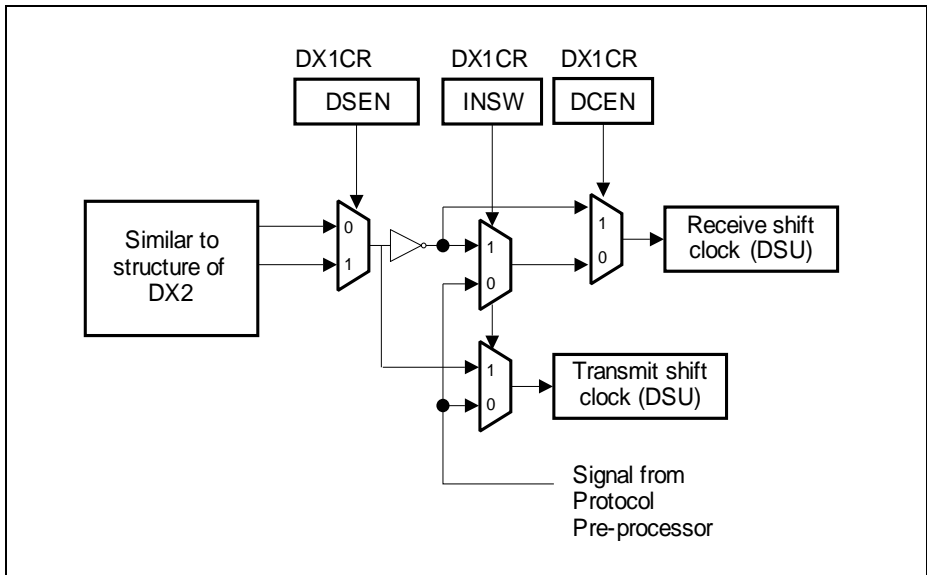 DX1CR
DX1CR
DX1CR
DSEN
INSW
DCEN
Similar to
structure of
DX2
0
1
1
0
1
0
Receive shift
clock (DSU)
1
0
Transmit shift
clock (DSU)
Signal from
Protocol
Pre-processor